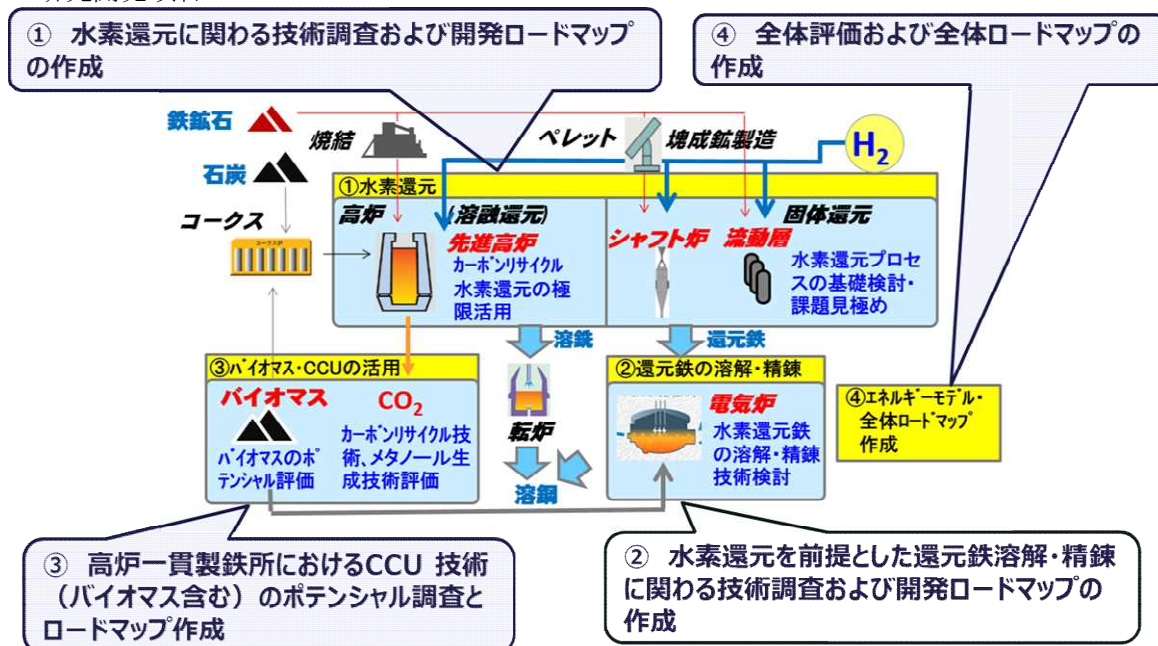 ① 水素還元に関わる技術調査および開発ロードマップ
の作成
④ 全体評価および全体ロードマップの
作成
鉄鉱石
焼結
ペレット
塊成鉱製造
H₂
石炭
コークス
コークス炉
①水素還元
高炉
(溶融還元)
先進高炉
カーボンリサイクル
水素還元の極
限活用
シャフト炉
流動層
固体還元
水素還元プロセ
スの基礎検討・
課題見極め
溶銑
還元鉄
③バイオマス・CCUの活用
バイオマス
バイオマスのポ
テンシャル評価
CO₂
カーボンリサイクル技
術、メタノール生
成技術評価
転炉
溶鋼
②還元鉄の溶解・精錬
電気炉
水素還元鉄
の溶解・精錬
技術検討
④エネルギーモデル・
全体ロードマップ
作成
③ 高炉一貫製鉄所におけるCCU 技術
（バイオマス含む）のポテンシャル調査と
ロードマップ作成
② 水素還元を前提とした還元鉄溶解・精錬
に関わる技術調査および開発ロードマップの
作成